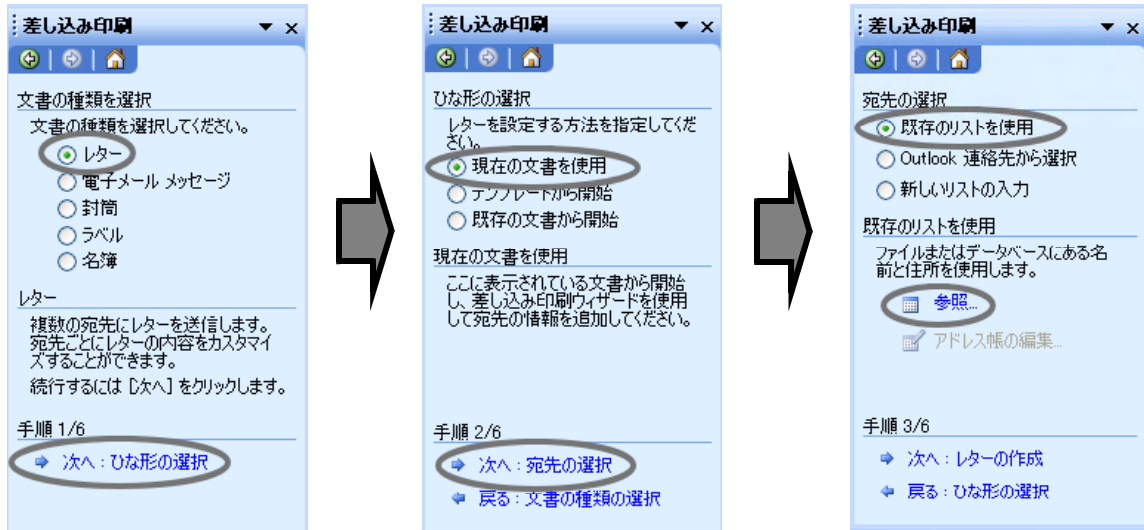 差し込み印刷
文書の種類を選択
文書の種類を選択してください。
レター
電子メール メッセージ
封筒
ラベル
名簿
レター
複数の宛先にレターを送信します。
宛先ごとにレターの内容をカスタマイ
ズすることができます。
続行するには [次へ] をクリックします。
手順 1/6
次へ : ひな形の選択
差し込み印刷
ひな形の選択
レターを設定する方法を指定してくだ
さい。
現在の文書を使用
テンプレートから開始
既存の文書から開始
現在の文書を使用
ここに表示されている文書から開始
し、差し込み印刷ウィザードを使用
して宛先の情報を追加してください。
手順 2/6
次へ : 宛先の選択
戻る : 文書の種類の選択
差し込み印刷
宛先の選択
既存のリストを使用
Outlook 連絡先から選択
新しいリストの入力
既存のリストを使用
ファイルまたはデータベースにある名
前と住所を使用します。
参照...
アドレス帳の編集...
手順 3/6
次へ : レターの作成
戻る : ひな形の選択